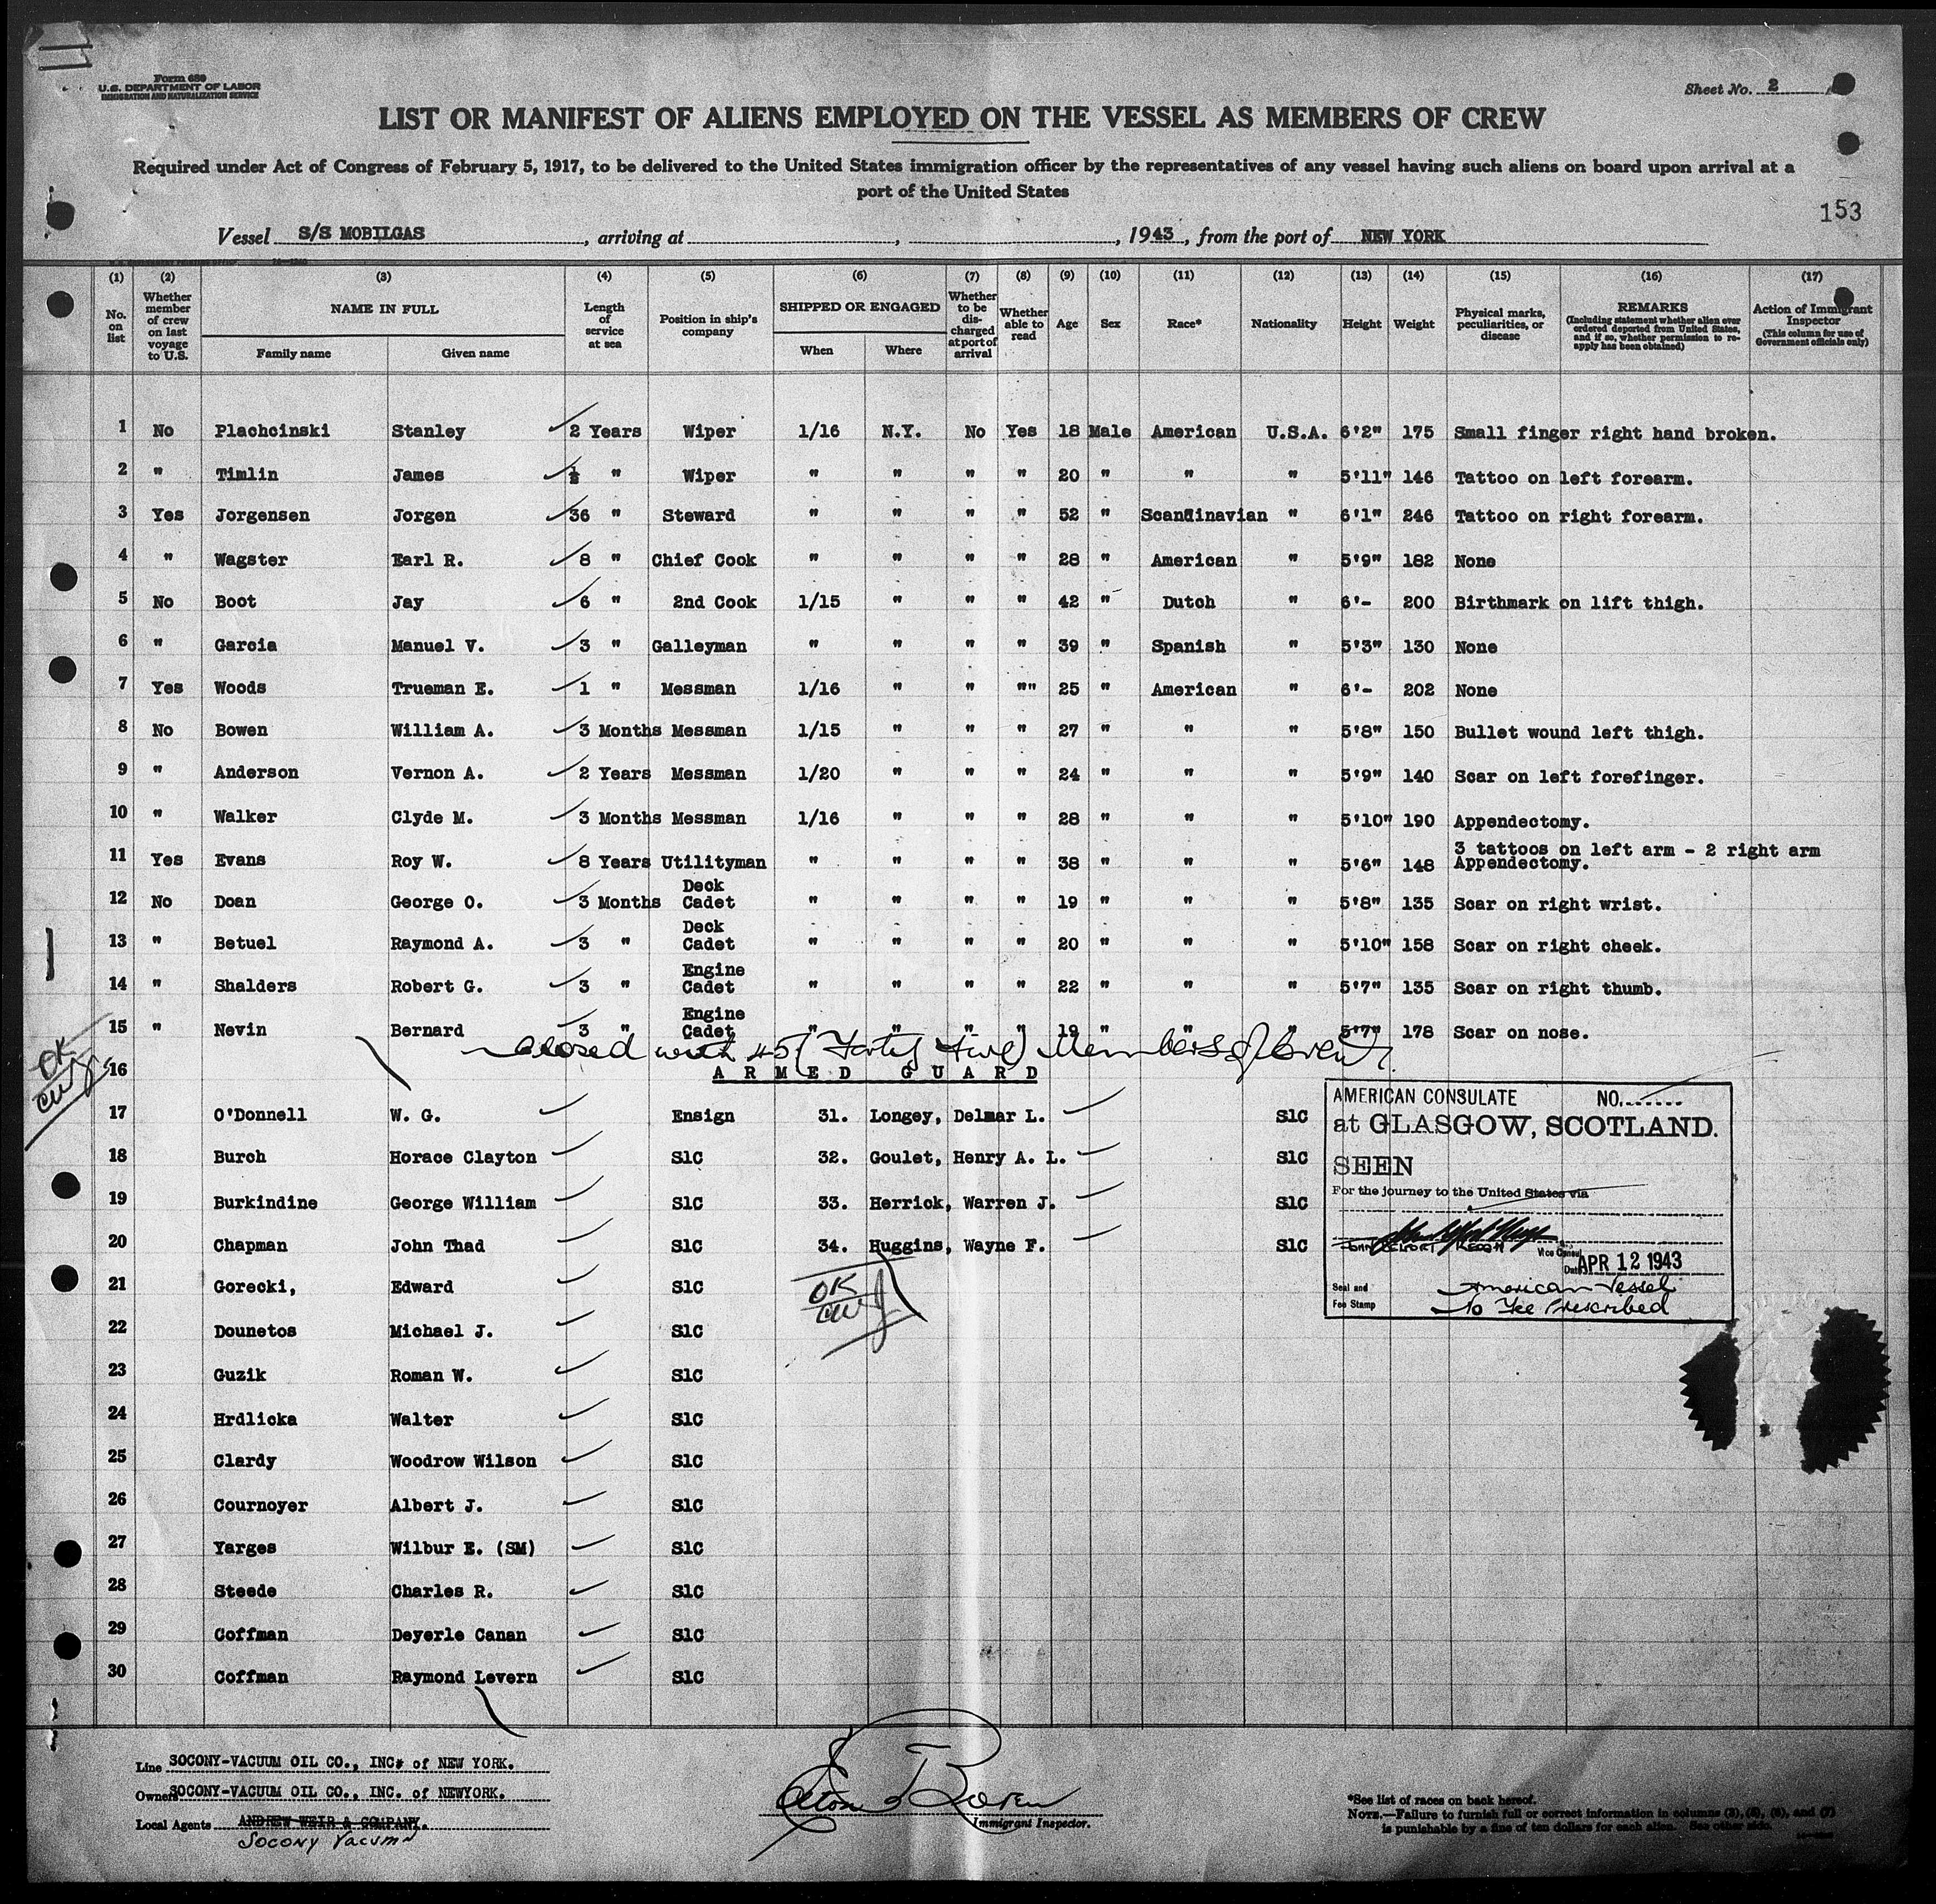 Form 680
U.S. DEPARTMENT OF LABOR
IMMIGRATION AND NATURALIZATION SERVICE
Sheet No. 2
LIST OR MANIFEST OF ALIENS EMPLOYED ON THE VESSEL AS MEMBERS OF CREW
Required under Act of Congress of February 5, 1917, to be delivered to the United States immigration officer by the representatives of any vessel having such aliens on board upon arrival at a
port of the United States
153
Vessel S/S MOBILGAS, arriving at , , 1943, from the port of NEW YORK
(1) (2) (3) (4) (5) (6) (7) (8) (9) (10) (11) (12) (13) (14) (15) (16) (17)
No. on list
Whether member of crew on last voyage to U.S.
NAME IN FULL
Family name
Given name
Length of service at sea
Position in ship's company
SHIPPED OR ENGAGED
When
Where
Whether to be discharged at port of arrival
Whether able to read
Age
Sex
Race*
Nationality
Height
Weight
Physical marks, peculiarities, or disease
REMARKS
(Including statement whether alien ever ordered deported from United States, and if so, whether permission to re-apply has been obtained)
Action of Immigrant Inspector
(This column for use of Government officials only)
1 No Plachcinski Stanley 2 Years Wiper 1/16 N.Y. No Yes 18 Male American U.S.A. 6'2" 175 Small finger right hand broken.
2 " Timlin James ½ " Wiper " " " " 20 " " " 5'11" 146 Tattoo on left forearm.
3 Yes Jorgensen Jorgen 36 " Steward " " " " 52 " Scandinavian " 6'1" 246 Tattoo on right forearm.
4 " Wagster Earl R. 8 " Chief Cook " " " " 28 " American " 5'9" 182 None
5 No Boot Jay 6 " 2nd Cook 1/15 " " " 42 " Dutch " 6'- 200 Birthmark on lift thigh.
6 " Garcia Manuel V. 3 " Galleyman " " " " 39 " Spanish " 5'3" 130 None
7 Yes Woods Trueman E. 1 " Messman 1/16 " " "" 25 " American " 6'- 202 None
8 No Bowen William A. 3 Months Messman 1/15 " " " 27 " " " 5'8" 150 Bullet wound left thigh.
9 " Anderson Vernon A. 2 Years Messman 1/20 " " " 24 " " " 5'9" 140 Scar on left forefinger.
10 " Walker Clyde M. 3 Months Messman 1/16 " " " 28 " " " 5'10" 190 Appendectomy.
11 Yes Evans Roy W. 8 Years Utilityman " " " " 38 " " " 5'6" 148 3 tattoos on left arm - 2 right arm Appendectomy.
12 No Doan George O. 3 Months Deck Cadet " " " " 19 " " " 5'8" 135 Scar on right wrist.
13 " Betuel Raymond A. 3 " Deck Cadet " " " " 20 " " " 5'10" 158 Scar on right cheek.
14 " Shalders Robert G. 3 " Engine Cadet " " " " 22 " " " 5'7" 135 Scar on right thumb.
15 " Nevin Bernard 3 " Engine Cadet " " " " 19 " " " 5'7" 178 Scar on nose.
closed with 45 (Forty five) Members of Crew.
OK
16 ARMED GUARD
17 O'Donnell W. G. Ensign 31. Longey, Delmar L. S1C
18 Burch Horace Clayton S1C 32. Goulet, Henry A. L. S1C
19 Burkindine George William S1C 33. Herrick, Warren J. S1C
20 Chapman John Thad S1C 34. Huggins, Wayne F. S1C
21 Gorecki, Edward S1C
OK
22 Dounetos Michael J. S1C
23 Guzik Roman W. S1C
24 Hrdlicka Walter S1C
25 Clardy Woodrow Wilson S1C
26 Cournoyer Albert J. S1C
27 Yarges Wilbur E. (SM) S1C
28 Steede Charles R. S1C
29 Coffman Deyerle Canan S1C
30 Coffman Raymond Levern S1C
AMERICAN CONSULATE NO.
at GLASGOW, SCOTLAND.
SEEN
For the journey to the United States via
Vice Consul
Date APR 12 1943
Seal and
Fee Stamp
American Vessel
No Fee Prescribed
Line SOCONY-VACUUM OIL CO., INC. of NEW YORK.
Owners SOCONY-VACUUM OIL CO., INC. of NEWYORK.
Local Agents ANDREW WEIR & COMPANY.
Socony Vacum
Immigrant Inspector.
*See list of races on back hereof.
NOTE.—Failure to furnish full or correct information in columns (3), (5), (6), and (7)
is punishable by a fine of ten dollars for each alien. See other side.